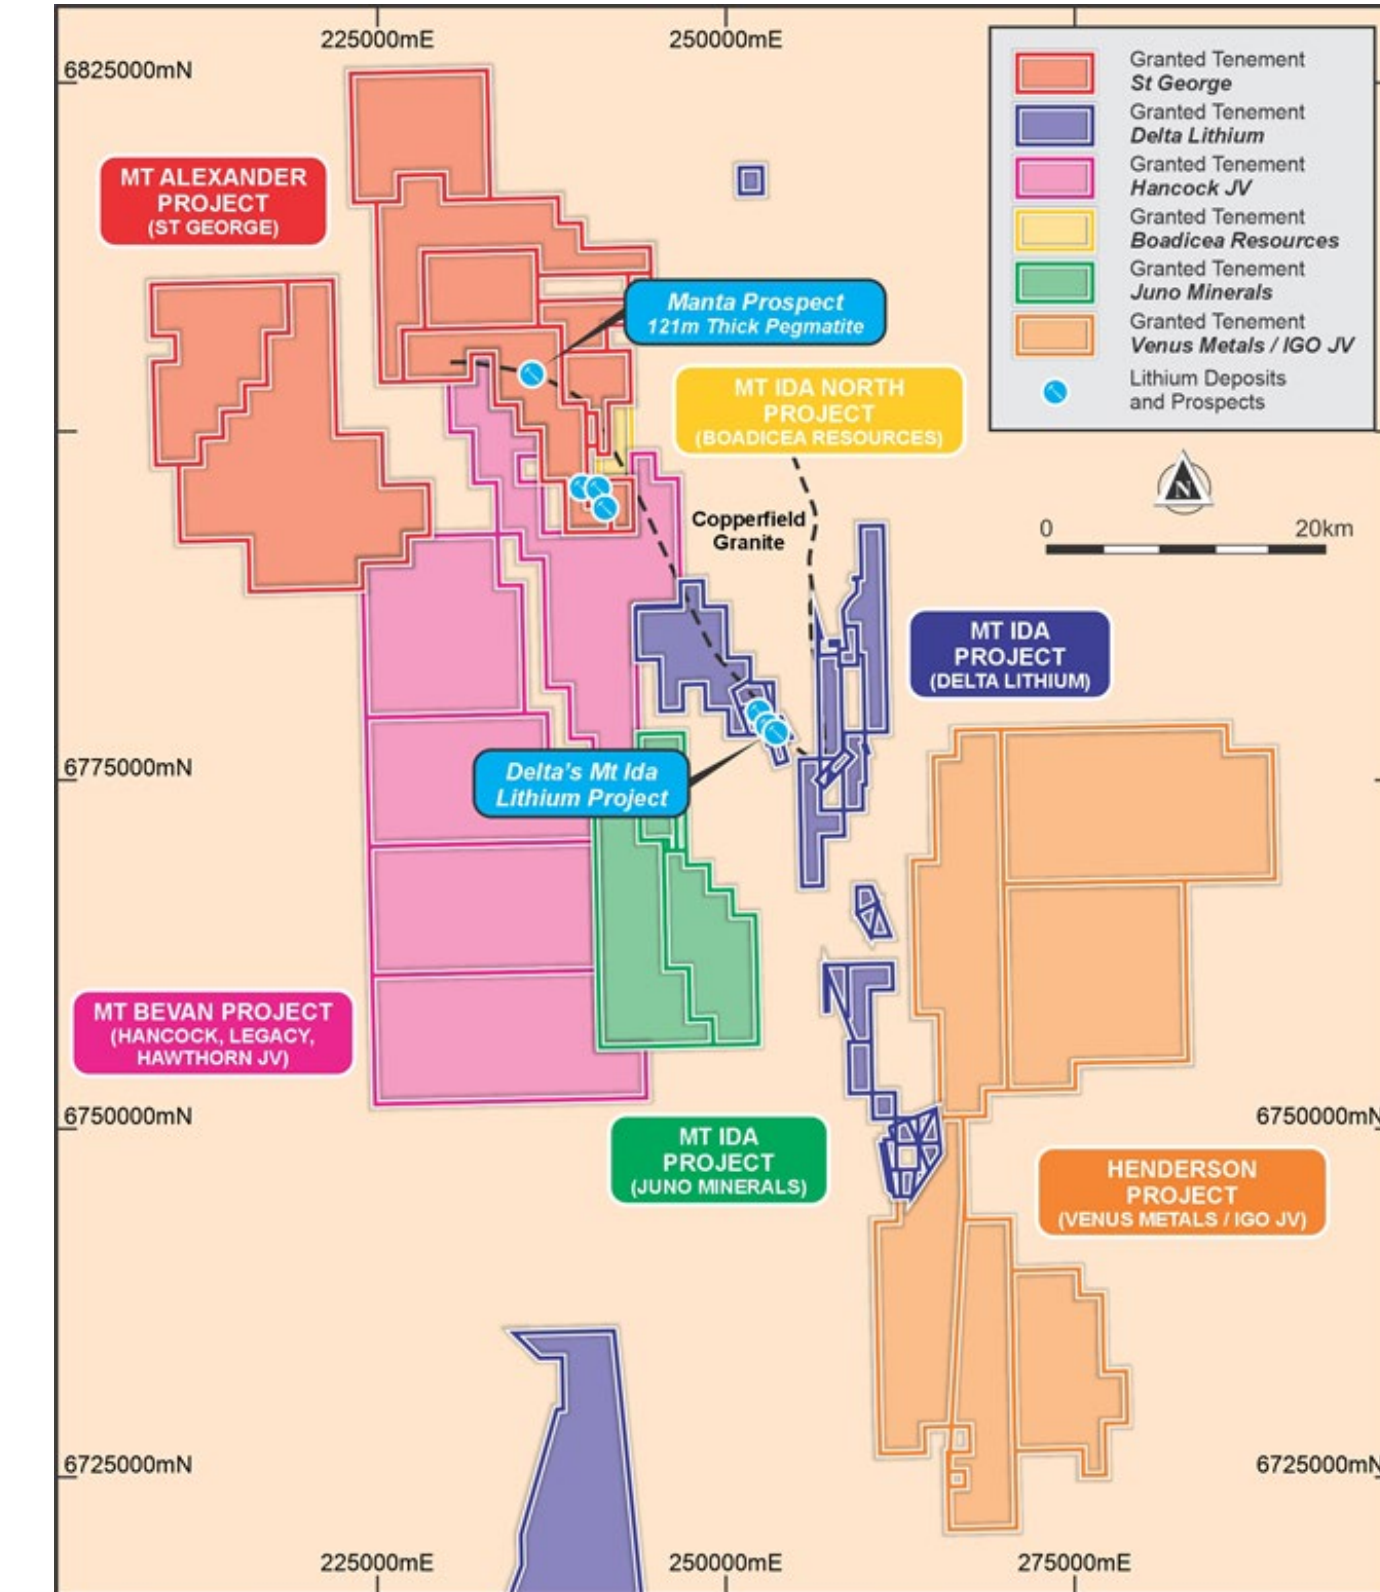 225000mE
250000mE
6825000mN
Granted Tenement
St George
Granted Tenement
Delta Lithium
Granted Tenement
Hancock JV
Granted Tenement
Boadicea Resources
Granted Tenement
Juno Minerals
Granted Tenement
Venus Metals / IGO JV
Lithium Deposits
and Prospects
MT ALEXANDER
PROJECT
(ST GEORGE)
Manta Prospect
121m Thick Pegmatite
MT IDA NORTH
PROJECT
(BOADICEA RESOURCES)
N
0
20km
Copperfield
Granite
MT IDA
PROJECT
(DELTA LITHIUM)
6775000mN
Delta's Mt Ida
Lithium Project
MT BEVAN PROJECT
(HANCOCK, LEGACY,
HAWTHORN JV)
6750000mN
6750000mN
MT IDA
PROJECT
(JUNO MINERALS)
HENDERSON
PROJECT
(VENUS METALS / IGO JV)
6725000mN
6725000mN
225000mE
250000mE
275000mE